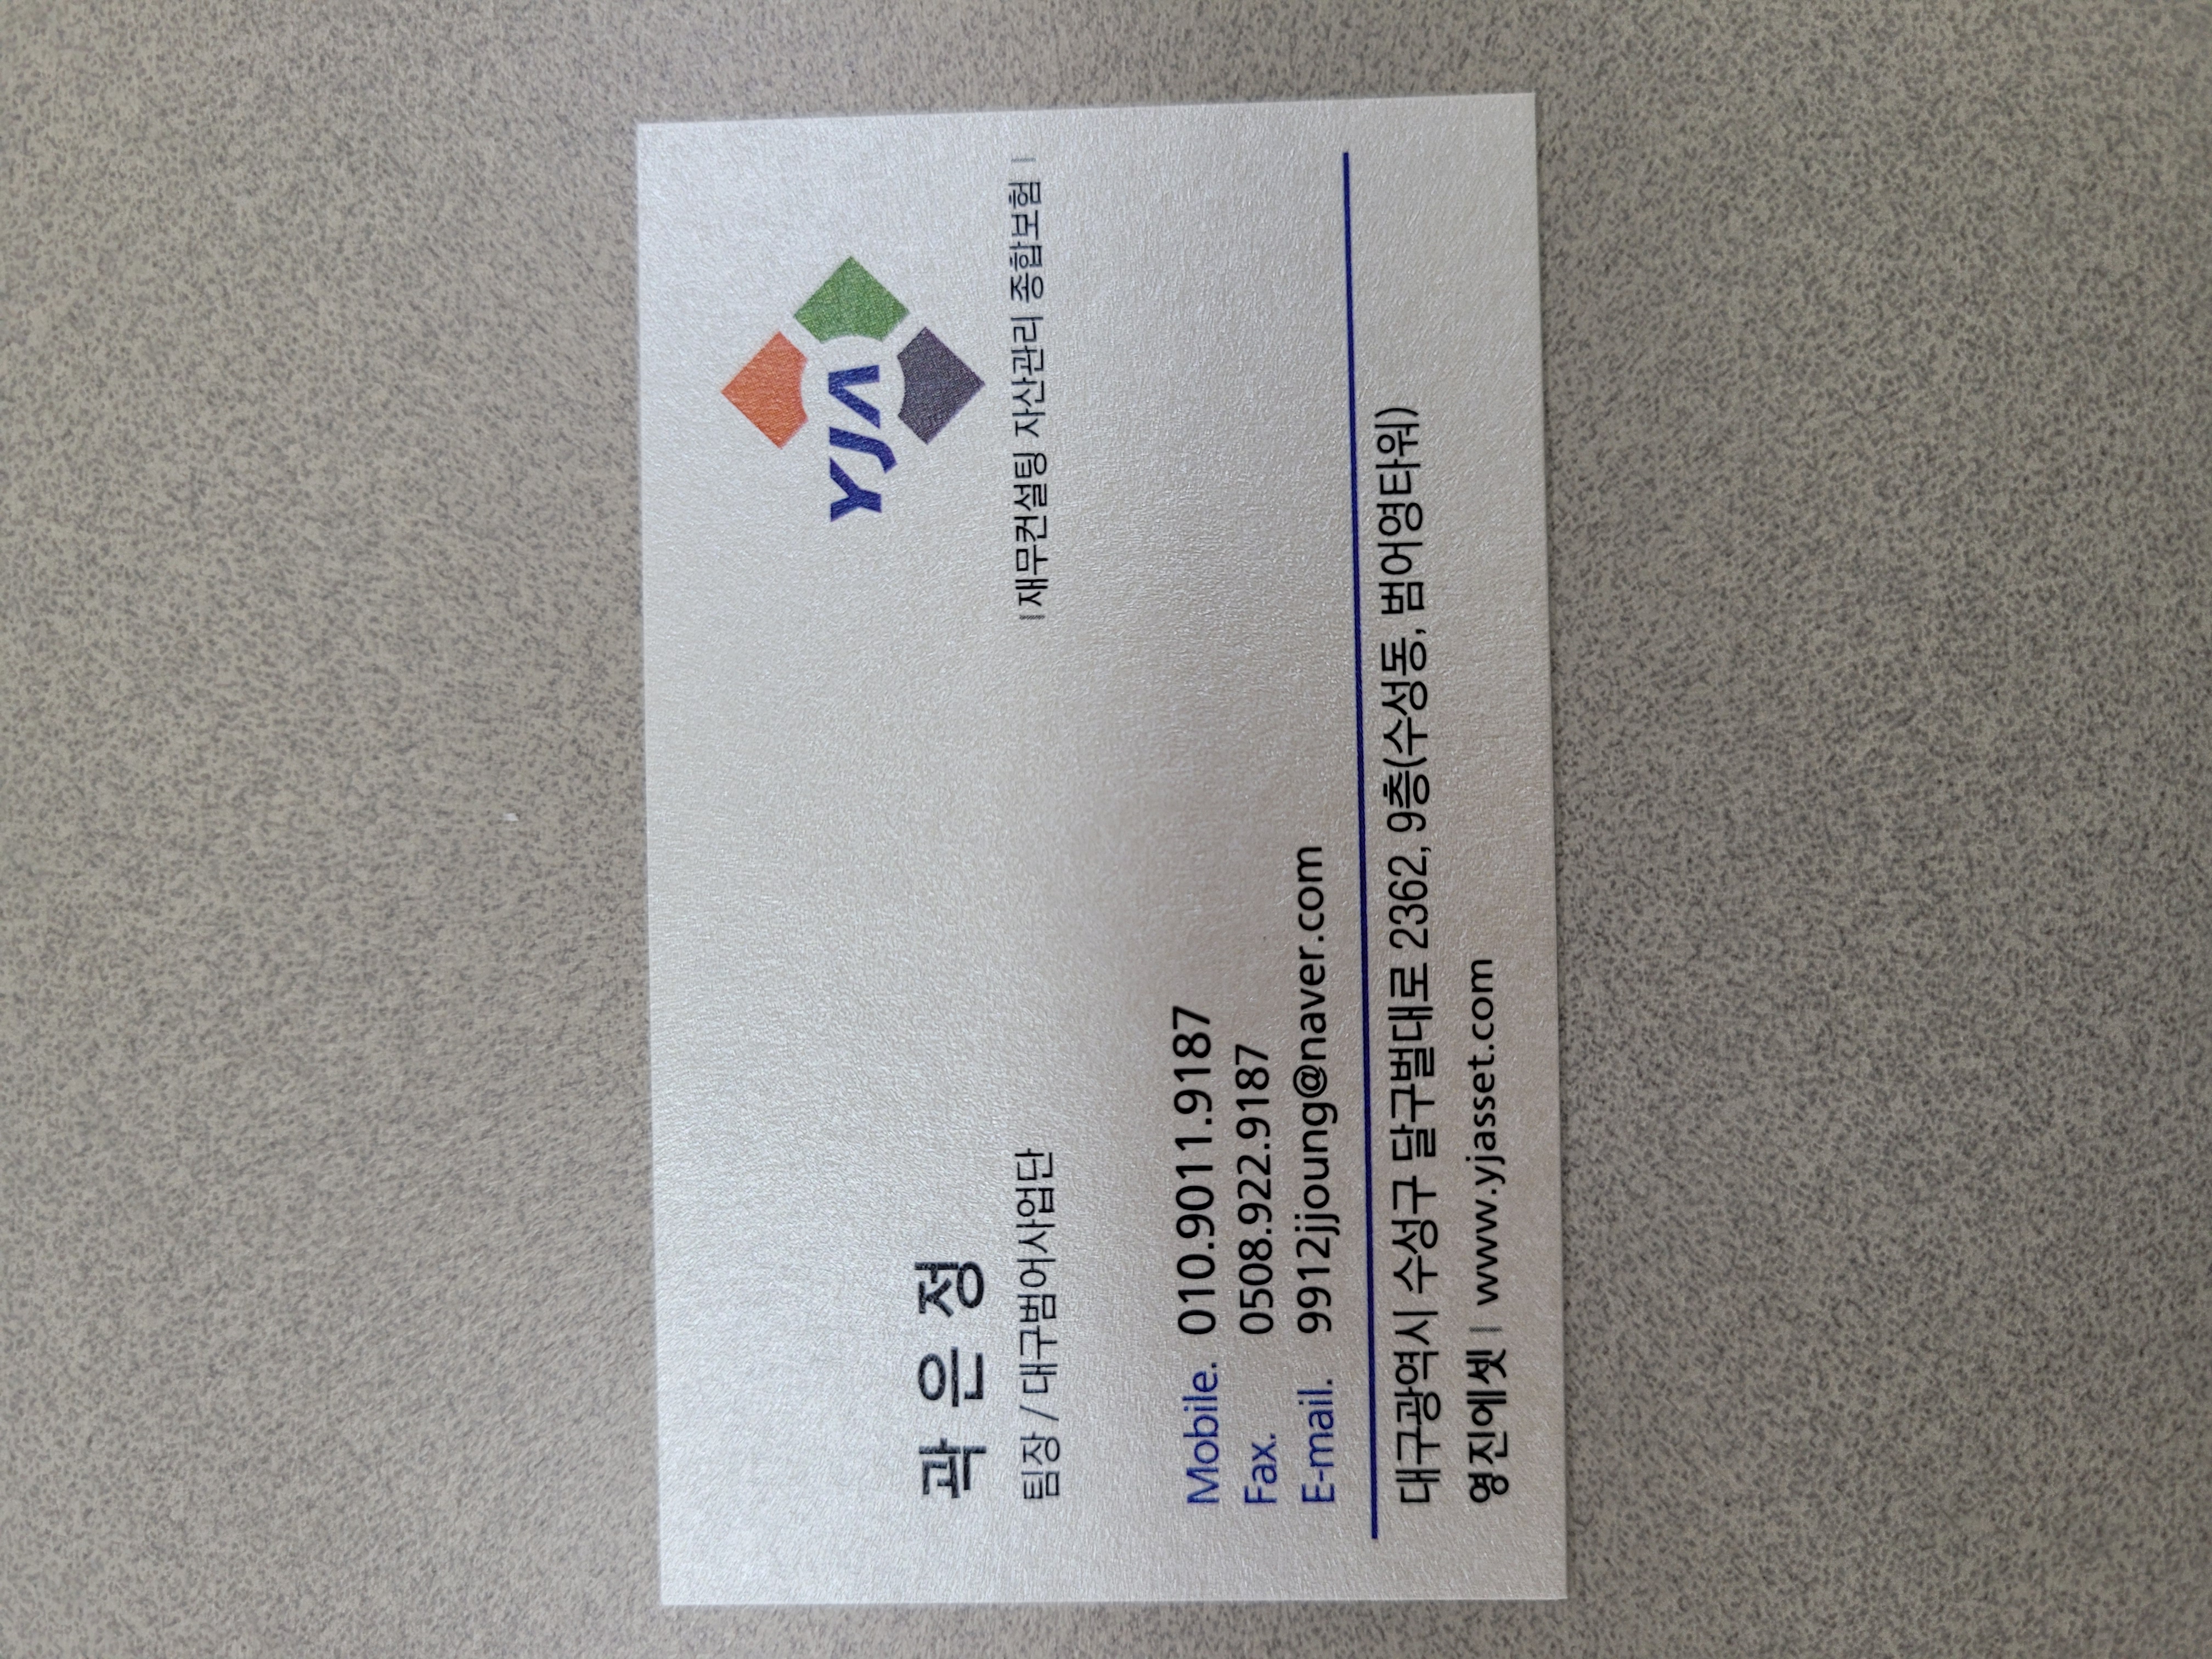 YJA
| 재무컨설팅 자산관리 종합보험 |
곽은정
팀장 / 대구범어사업단
Mobile. 010.9011.9187
Fax. 0508.922.9187
E-mail. 9912jjoung@naver.com
대구광역시 수성구 달구벌대로 2362, 9층(수성동, 범어영타워)
영진에셋 | www.yjasset.com